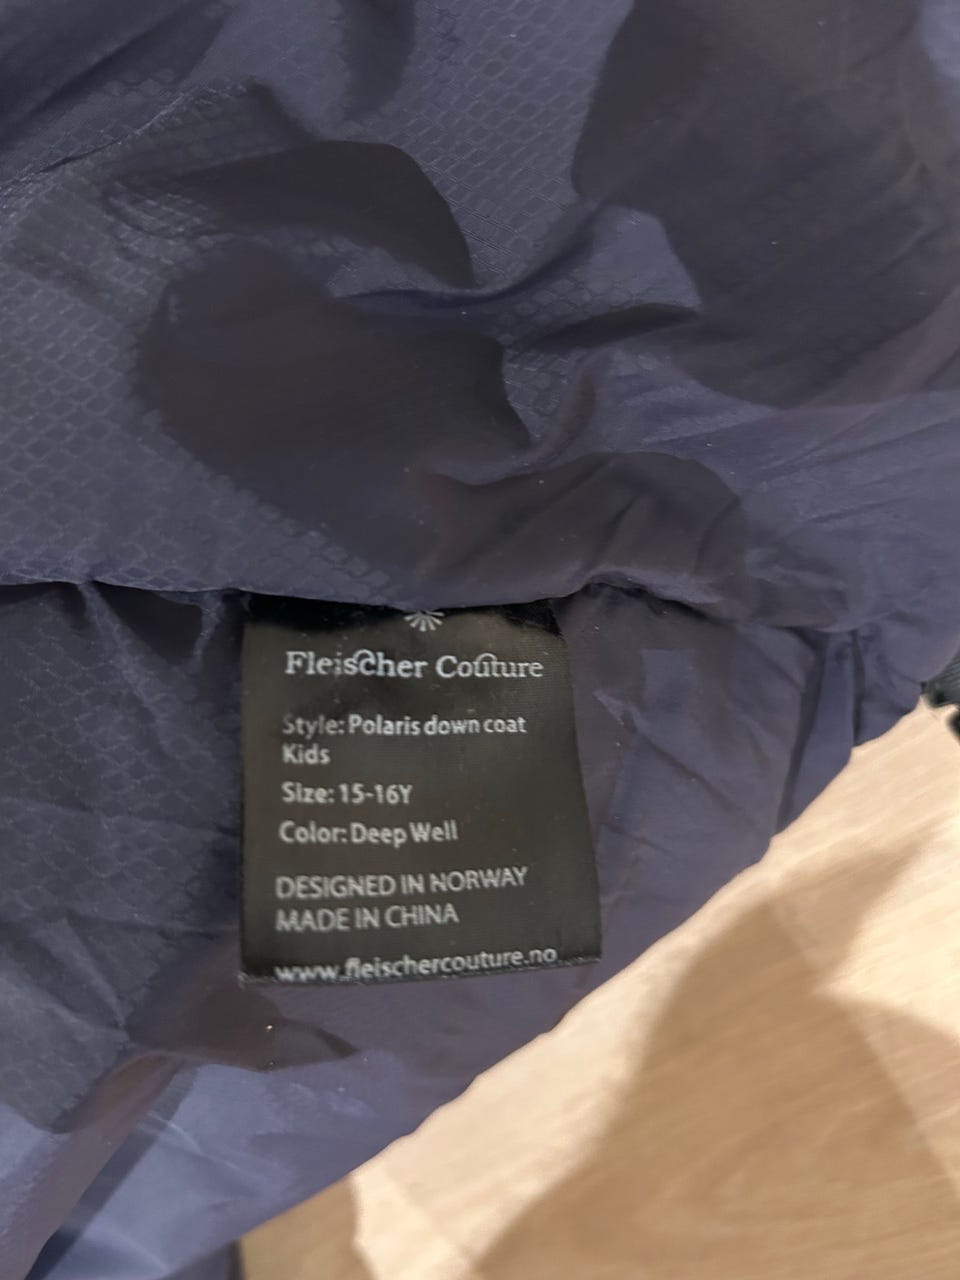 Fleischer Couture
Style: Polaris down coat
Kids
Size: 15-16Y
Color: Deep Well
DESIGNED IN NORWAY
MADE IN CHINA
www.fleischercouture.no